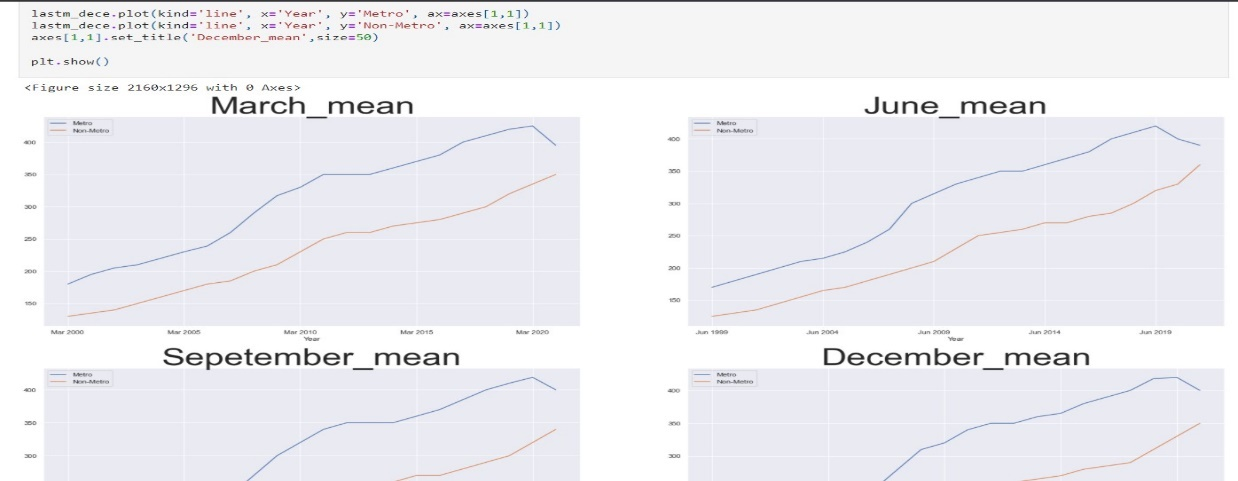 lastm_dece.plot(kind='line', x='Year', y='Metro', ax=axes[1,1])
lastm_dece.plot(kind='line', x='Year', y='Non-Metro', ax=axes[1,1])
axes[1,1].set_title('December_mean',size=50)
plt.show()
<Figure size 2160x1296 with 0 Axes>
March_mean
Metro
Non-Metro
400
350
300
250
200
150
Mar 2000 Mar 2005 Mar 2010 Mar 2015 Mar 2020
Year
June_mean
Metro
Non-Metro
400
350
300
250
200
150
Jun 1999 Jun 2004 Jun 2009 Jun 2014 Jun 2019
Year
Sepetember_mean
Metro
Non-Metro
400
350
300
December_mean
Metro
Non-Metro
400
350
300